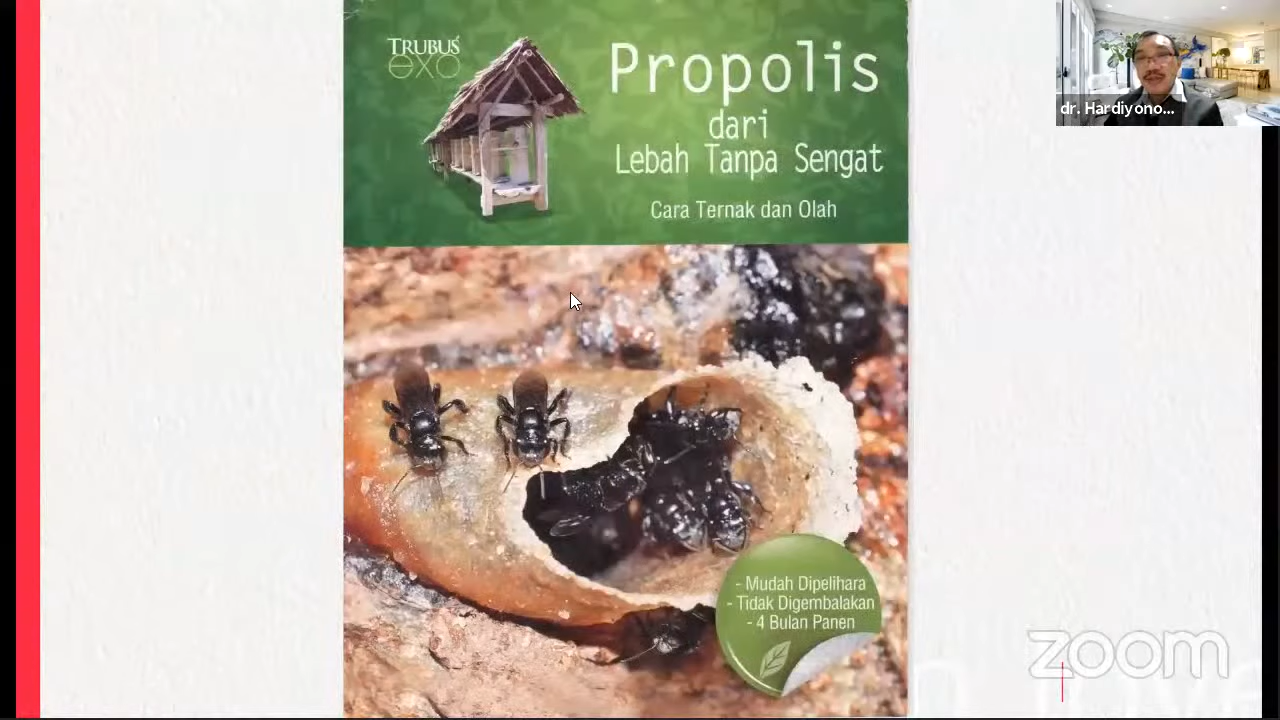 TRUBUS
exo
Propolis
dari
Lebah Tanpa Sengat
Cara Ternak dan Olah
- Mudah Dipelihara
- Tidak Digembalakan
- 4 Bulan Panen
dr. Hardiyono...
zoom